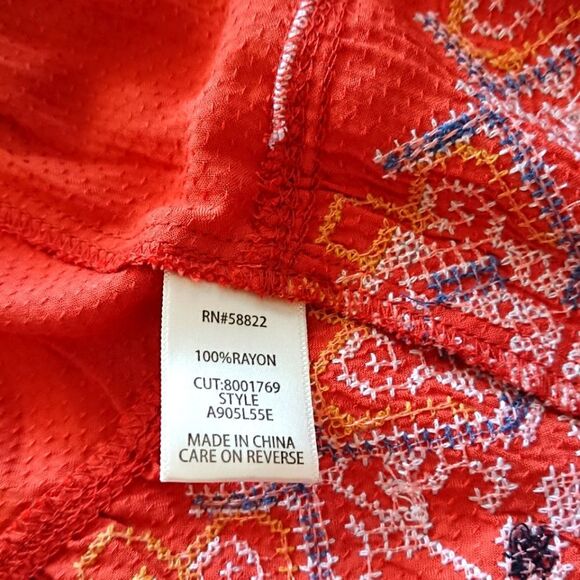 RN#58822
100%RAYON
CUT:8001769
STYLE
A905L55E
MADE IN CHINA
CARE ON REVERSE